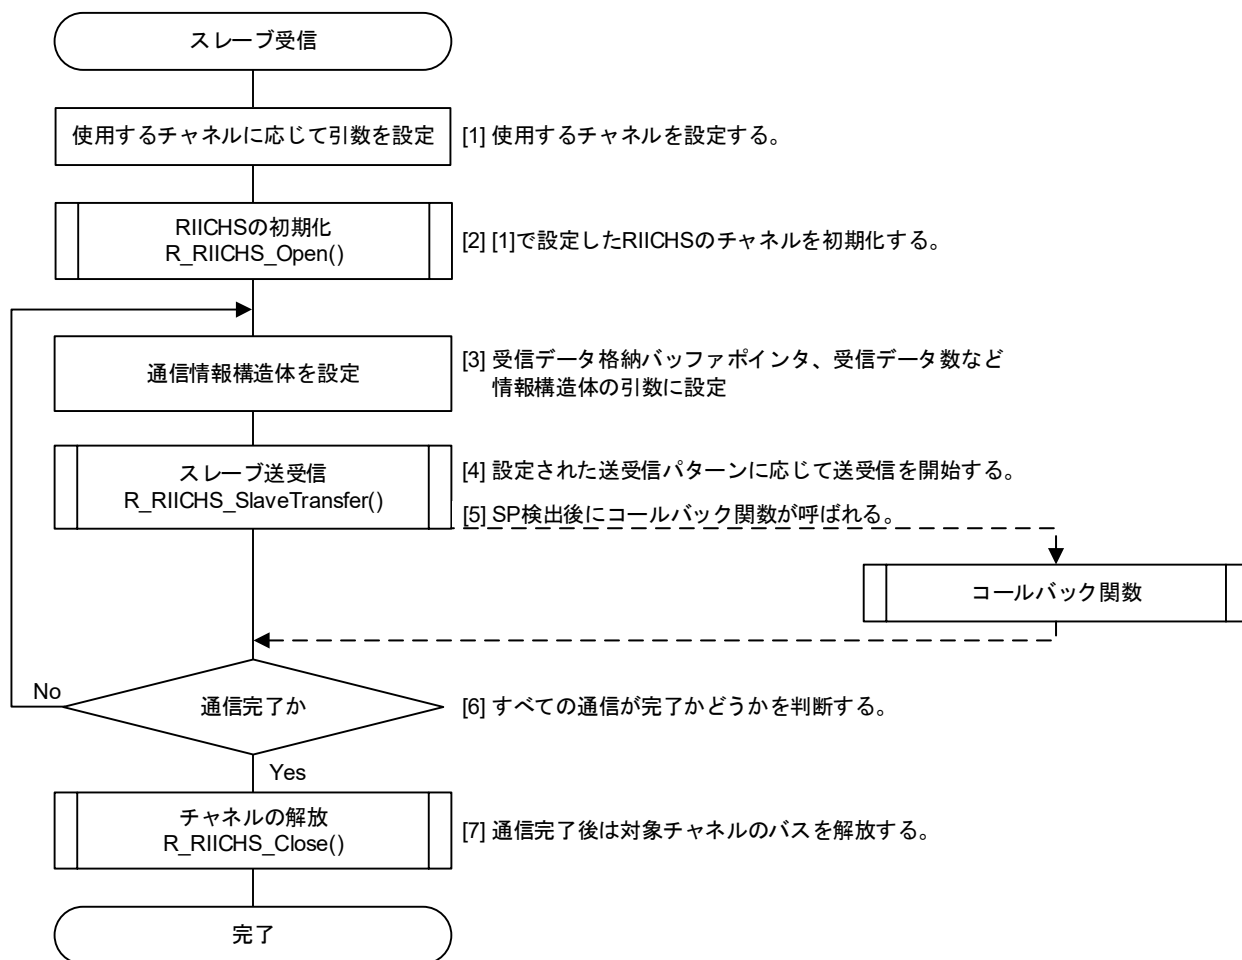 スレーブ受信
使用するチャネルに応じて引数を設定
[1] 使用するチャネルを設定する。
RIICHSの初期化
R_RIICHS_Open()
[2] [1]で設定したRIICHSのチャネルを初期化する。
通信情報構造体を設定
[3] 受信データ格納バッファポインタ、受信データ数など
情報構造体の引数に設定
スレーブ送受信
R_RIICHS_SlaveTransfer()
[4] 設定された送受信パターンに応じて送受信を開始する。
[5] SP検出後にコールバック関数が呼ばれる。
コールバック関数
No
通信完了か
[6] すべての通信が完了かどうかを判断する。
Yes
チャネルの解放
R_RIICHS_Close()
[7] 通信完了後は対象チャネルのバスを解放する。
完了